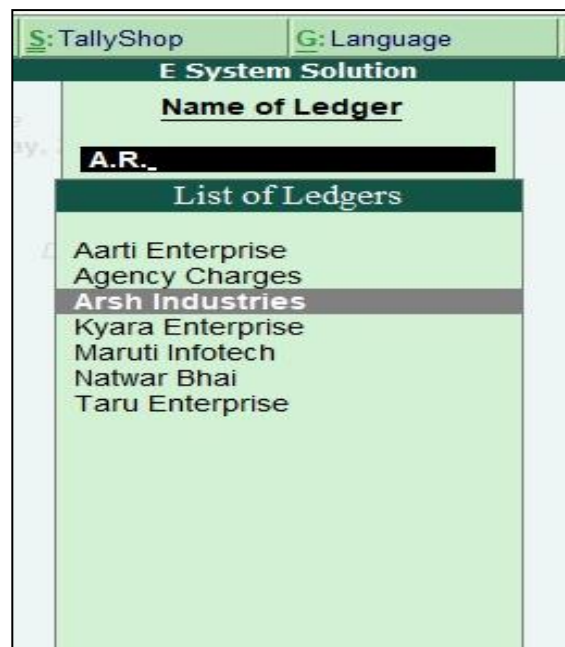 S: TallyShop G: Language
E System Solution
Name of Ledger
A.R._
List of Ledgers
Aarti Enterprise
Agency Charges
Arsh Industries
Kyara Enterprise
Maruti Infotech
Natwar Bhai
Taru Enterprise